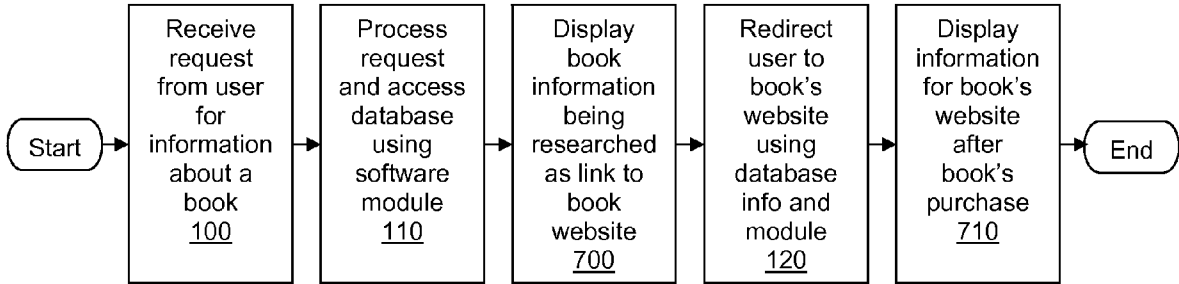 Start
Receive
request
from user
for
information
about a
book
100
Process
request
and access
database
using
software
module
110
Display
book
information
being
researched
as link to
book
website
700
Redirect
user to
book's
website
using
database
info and
module
120
Display
information
for book's
website
after
book's
purchase
710
End